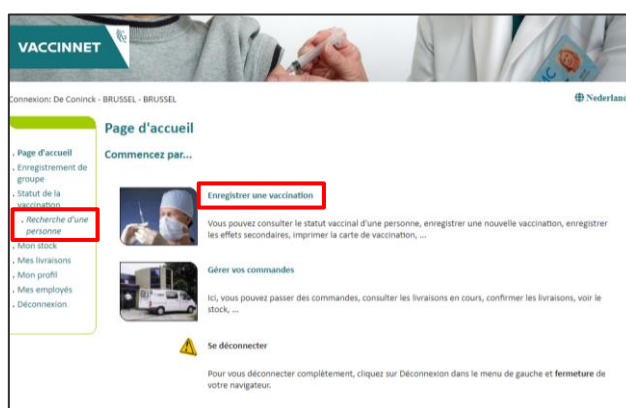 VACCINNET
Connexion: De Coninck - BRUSSEL - BRUSSEL
Nederland
Page d'accueil
Commencez par...
. Page d'accueil
. Enregistrement de
groupe
. Statut de la
vaccination
. Recherche d'une
personne
. Mon stock
. Mes livraisons
. Mon profil
. Mes employés
. Déconnexion
Enregistrer une vaccination
Vous pouvez consulter le statut vaccinal d'une personne, enregistrer une nouvelle vaccination, enregistrer
les effets secondaires, imprimer la carte de vaccination, ...
Gérer vos commandes
Ici, vous pouvez passer des commandes, consulter les livraisons en cours, confirmer les livraisons, voir le
stock, ...
Se déconnecter
Pour vous déconnecter complètement, cliquez sur Déconnexion dans le menu de gauche et fermeture de
votre navigateur.